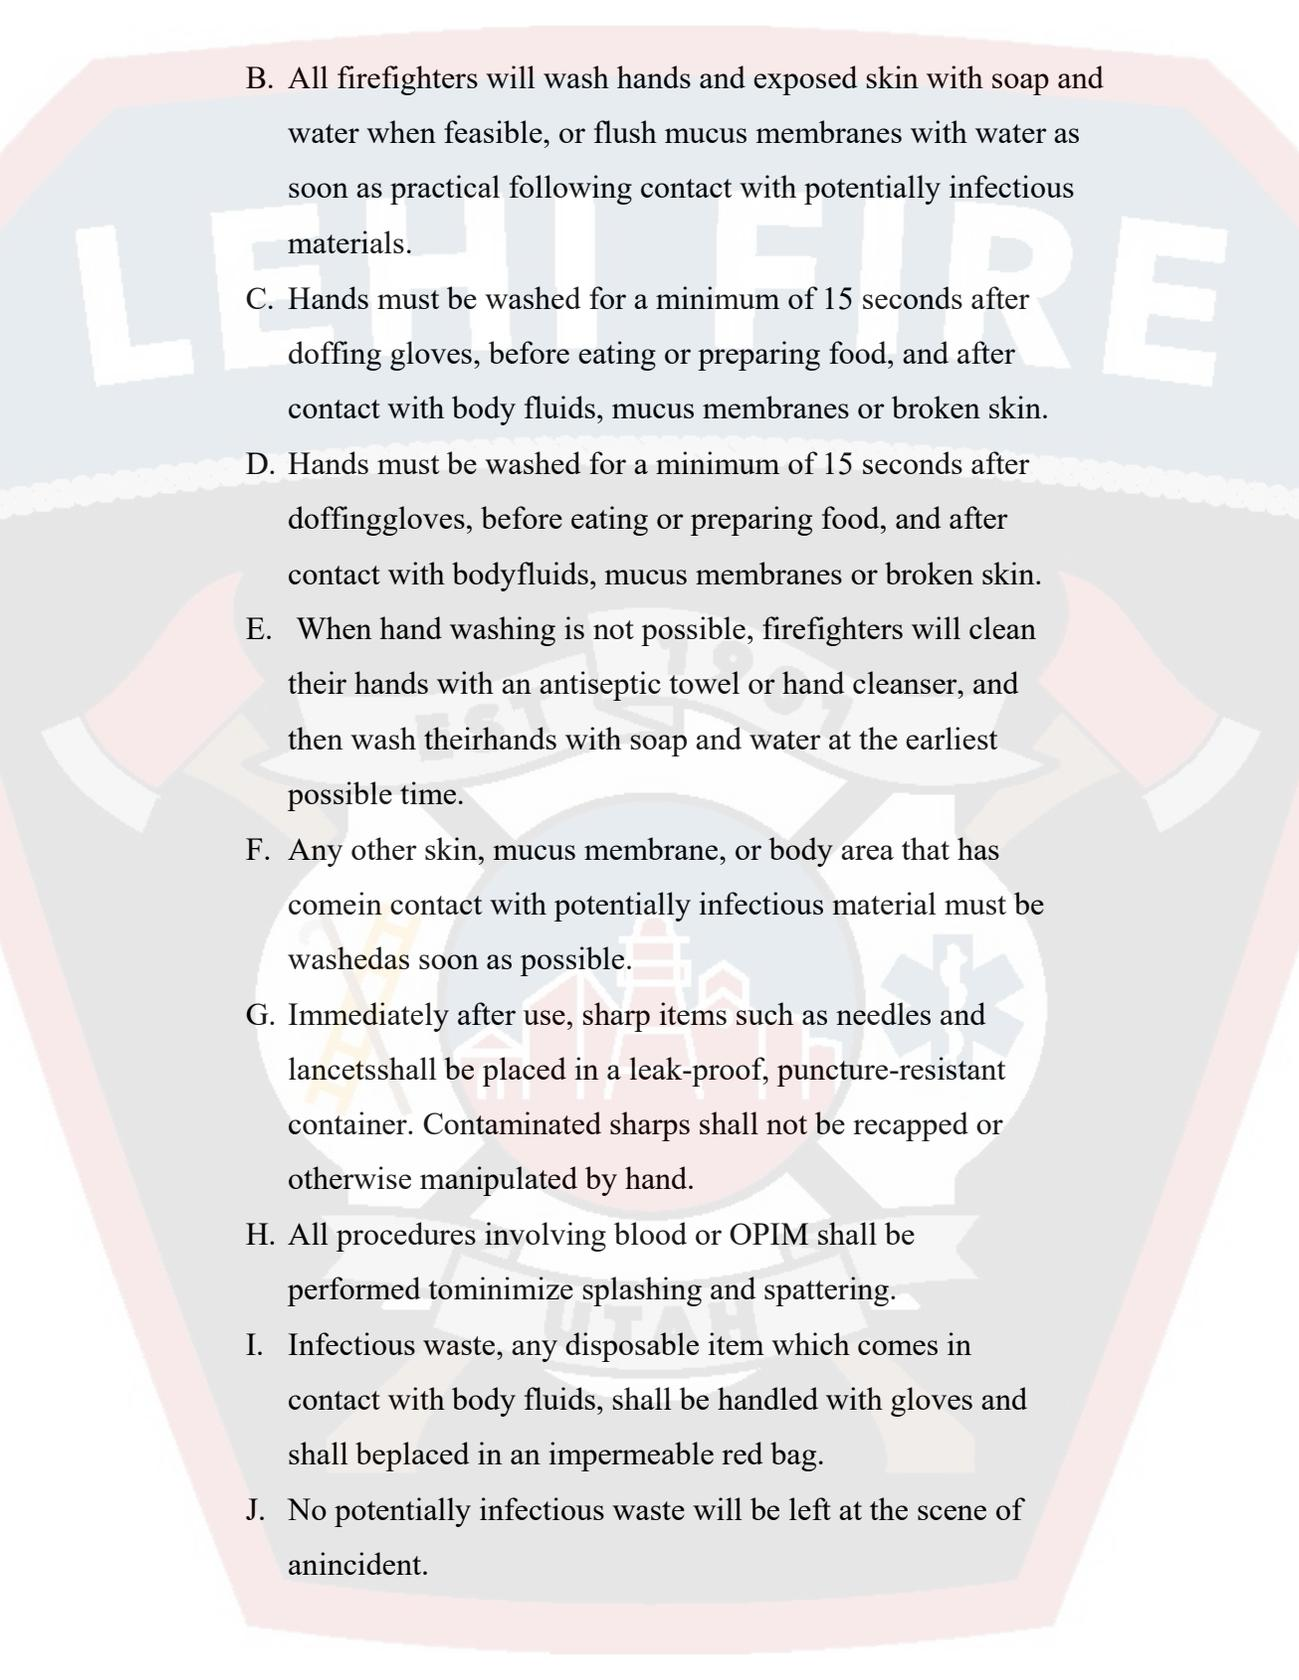 LEHI FIRE
B. All firefighters will wash hands and exposed skin with soap and
water when feasible, or flush mucus membranes with water as
soon as practical following contact with potentially infectious
materials.
C. Hands must be washed for a minimum of 15 seconds after
doffing gloves, before eating or preparing food, and after
contact with body fluids, mucus membranes or broken skin.
D. Hands must be washed for a minimum of 15 seconds after
doffinggloves, before eating or preparing food, and after
contact with bodyfluids, mucus membranes or broken skin.
E. When hand washing is not possible, firefighters will clean
their hands with an antiseptic towel or hand cleanser, and
then wash theirhands with soap and water at the earliest
possible time.
F. Any other skin, mucus membrane, or body area that has
comein contact with potentially infectious material must be
washedas soon as possible.
G. Immediately after use, sharp items such as needles and
lancetsshall be placed in a leak-proof, puncture-resistant
container. Contaminated sharps shall not be recapped or
otherwise manipulated by hand.
H. All procedures involving blood or OPIM shall be
performed tominimize splashing and spattering.
I. Infectious waste, any disposable item which comes in
contact with body fluids, shall be handled with gloves and
shall beplaced in an impermeable red bag.
J. No potentially infectious waste will be left at the scene of
anincident.
EST
UTAH